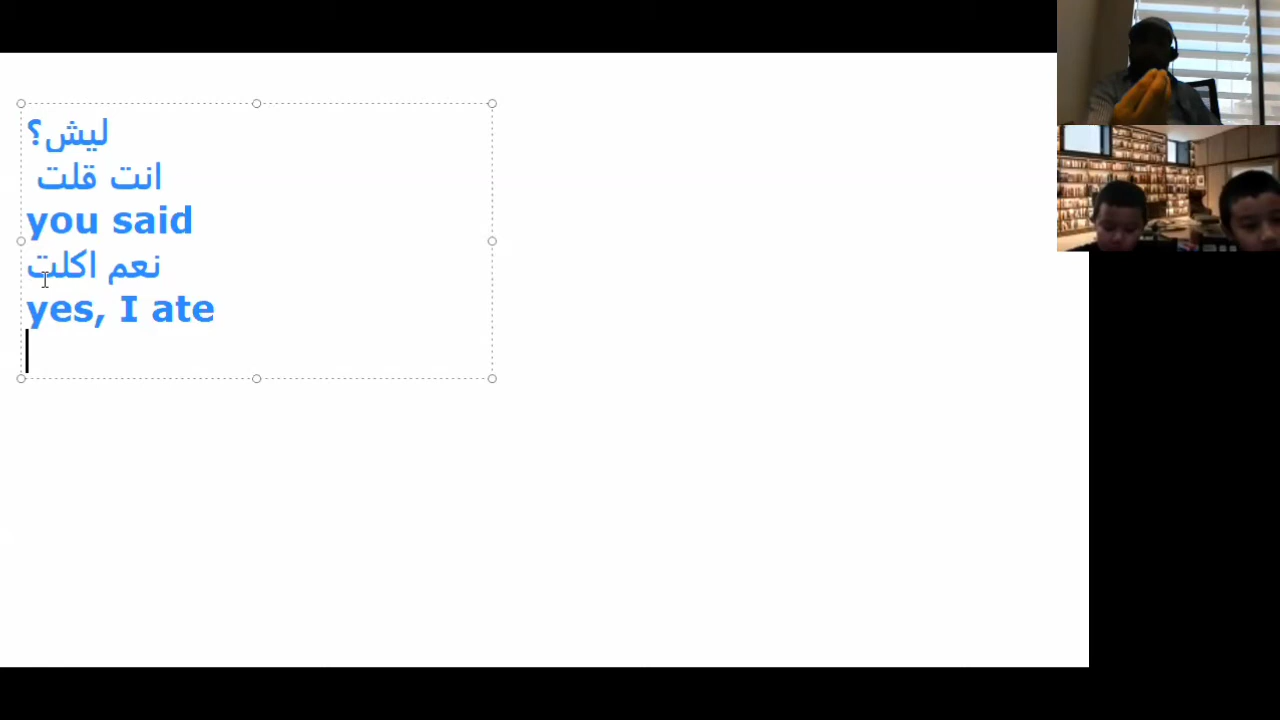 ليش؟
انت قلت
you said
نعم اكلت
yes, I ate